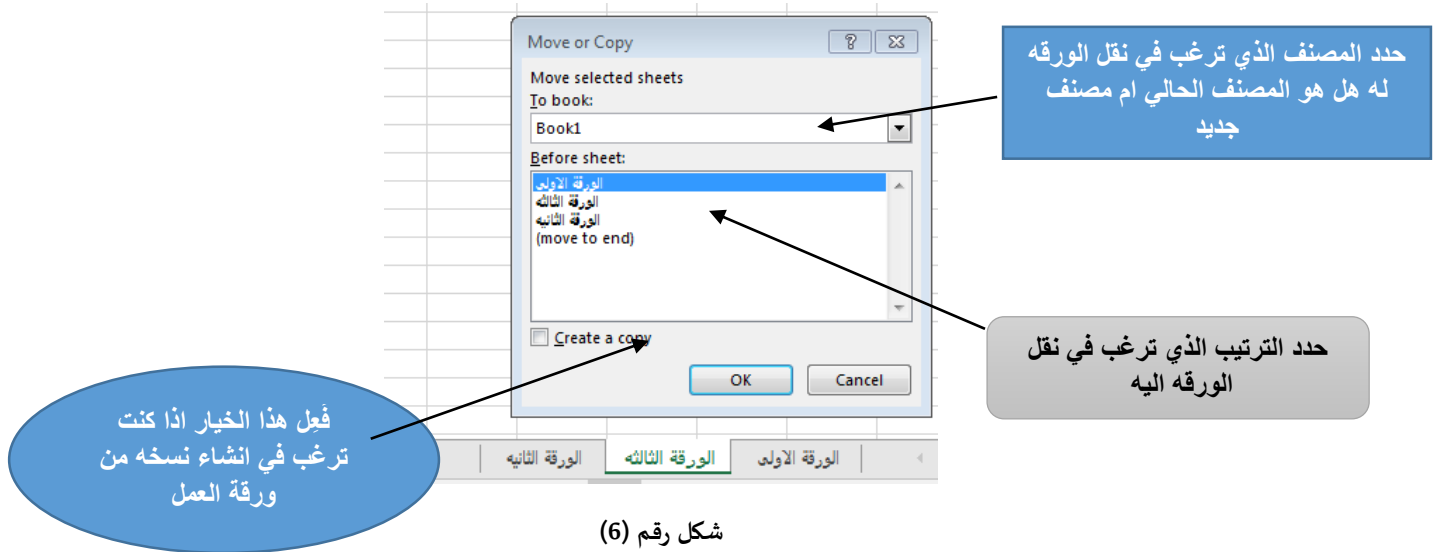 Move or Copy
Move selected sheets
To book:
Book1
Before sheet:
الورقة الاولى
الورقة الثالثه
الورقة الثانيه
(move to end)
Create a copy
OK
Cancel
حدد المصنف الذي ترغب في نقل الورقه
له هل هو المصنف الحالي ام مصنف
جديد
حدد الترتيب الذي ترغب في نقل
الورقه اليه
فَعِل هذا الخيار اذا كنت
ترغب في انشاء نسخه من
ورقة العمل
الورقة الاولى
الورقة الثالثه
الورقة الثانيه
شكل رقم (6)